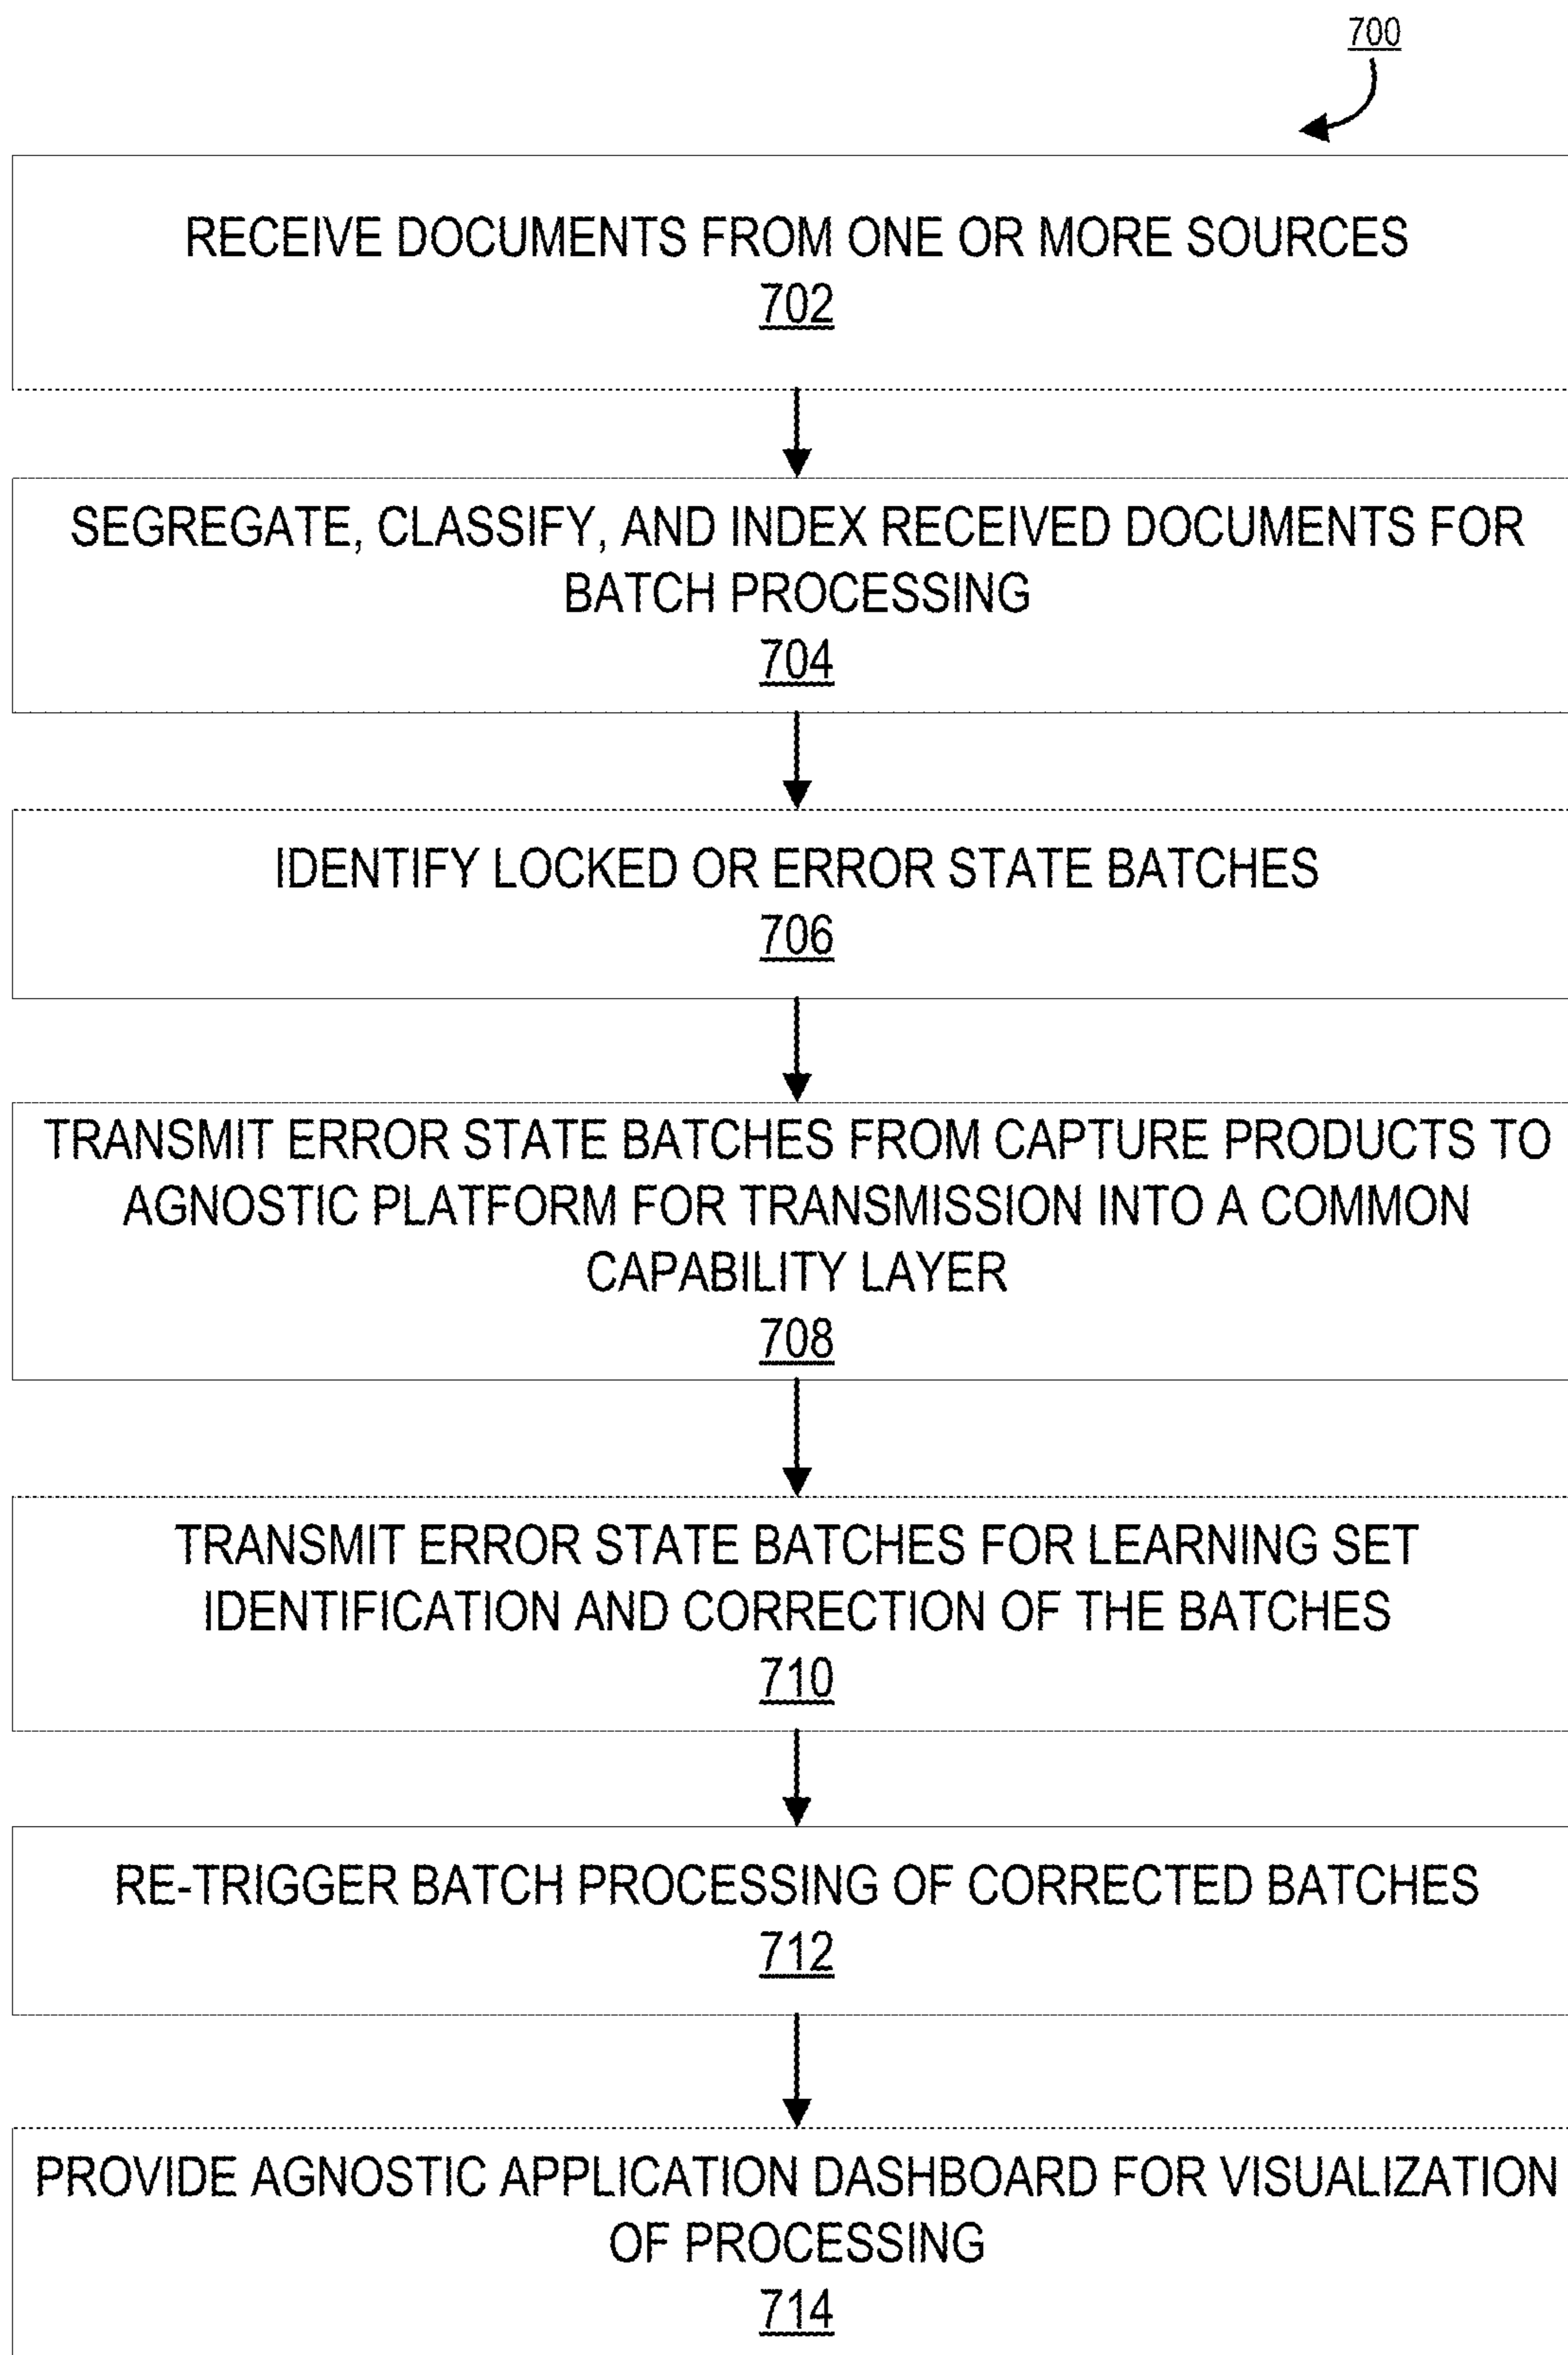 700
RECEIVE DOCUMENTS FROM ONE OR MORE SOURCES
702
SEGREGATE, CLASSIFY, AND INDEX RECEIVED DOCUMENTS FOR
BATCH PROCESSING
704
IDENTIFY LOCKED OR ERROR STATE BATCHES
706
TRANSMIT ERROR STATE BATCHES FROM CAPTURE PRODUCTS TO
AGNOSTIC PLATFORM FOR TRANSMISSION INTO A COMMON
CAPABILITY LAYER
708
TRANSMIT ERROR STATE BATCHES FOR LEARNING SET
IDENTIFICATION AND CORRECTION OF THE BATCHES
710
RE-TRIGGER BATCH PROCESSING OF CORRECTED BATCHES
712
PROVIDE AGNOSTIC APPLICATION DASHBOARD FOR VISUALIZATION
OF PROCESSING
714